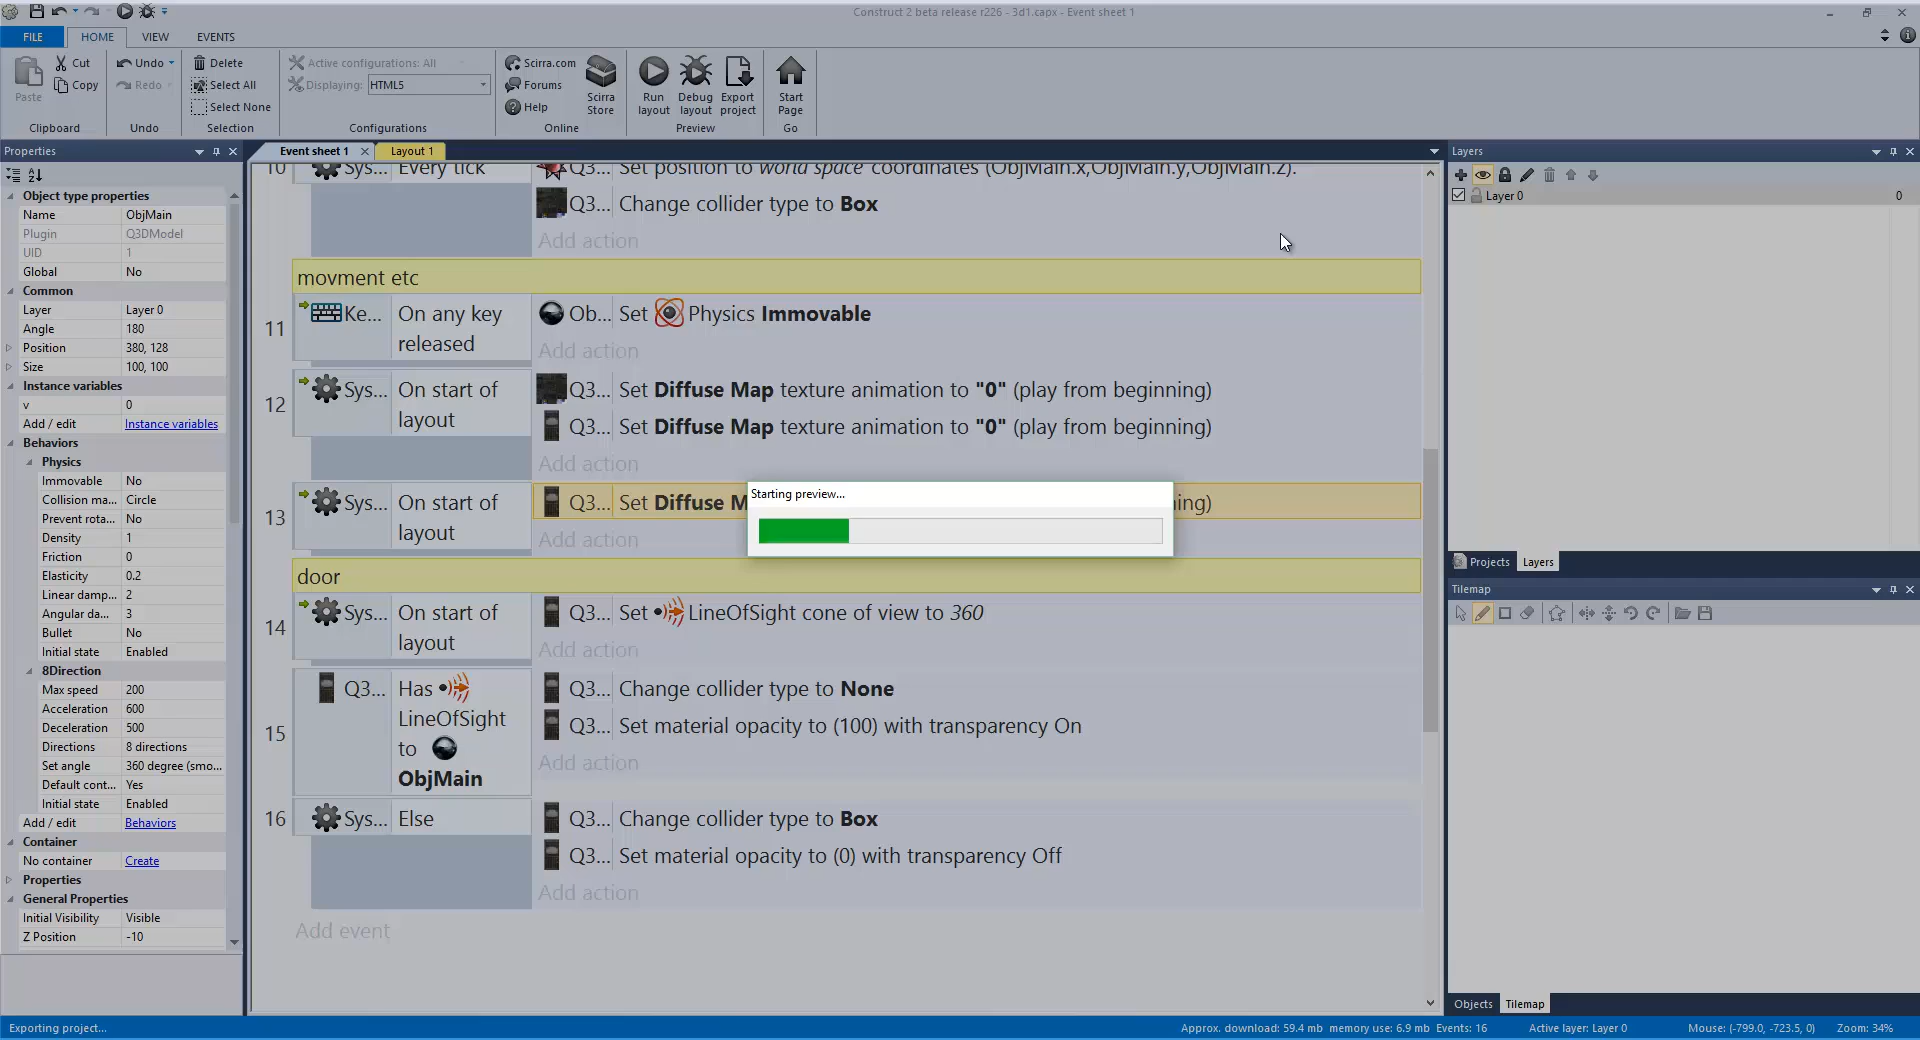 Construct 2 beta release r226 - 3d1.capx - Event sheet 1
FILE HOME VIEW EVENTS
Paste Cut Copy Clipboard
Undo Redo Undo
Delete Select All Select None Selection
Active configurations: All
Displaying: HTML5
Configurations
Scirra.com Forums Help Scirra Store Online
Run layout Debug layout Export project Preview
Start Page Go
Properties
Event sheet 1 Layout 1
Layers
Object type properties
Name ObjMain
Plugin Q3DModel
UID 1
Global No
Common
Layer Layer 0
Angle 180
Position 380, 128
Size 100, 100
Instance variables
v 0
Add / edit Instance variables
Behaviors
Physics
Immovable No
Collision ma... Circle
Prevent rota... No
Density 1
Friction 0
Elasticity 0.2
Linear damp... 2
Angular da... 3
Bullet No
Initial state Enabled
8Direction
Max speed 200
Acceleration 600
Deceleration 500
Directions 8 directions
Set angle 360 degree (smo...
Default cont... Yes
Initial state Enabled
Add / edit Behaviors
Container
No container Create
Properties
General Properties
Initial Visibility Visible
Z Position -10
10 Sys... Every tick Q3... Set position to world space coordinates (ObjMain.x,ObjMain.y,ObjMain.z).
Q3... Change collider type to Box
Add action
movment etc
11 Ke... On any key released Ob... Set Physics Immovable
Add action
12 Sys... On start of layout Q3... Set Diffuse Map texture animation to "0" (play from beginning)
Q3... Set Diffuse Map texture animation to "0" (play from beginning)
Add action
13 Sys... On start of layout Q3... Set Diffuse M ing)
Add action
Starting preview...
door
14 Sys... On start of layout Q3... Set LineOfSight cone of view to 360
Add action
15 Q3... Has LineOfSight to ObjMain Q3... Change collider type to None
Q3... Set material opacity to (100) with transparency On
Add action
16 Sys... Else Q3... Change collider type to Box
Q3... Set material opacity to (0) with transparency Off
Add action
Add event
Layer 0 0
Projects Layers
Tilemap
Objects Tilemap
Exporting project...
Approx. download: 59.4 mb memory use: 6.9 mb Events: 16 Active layer: Layer 0 Mouse: (-799.0, -723.5, 0) Zoom: 34%